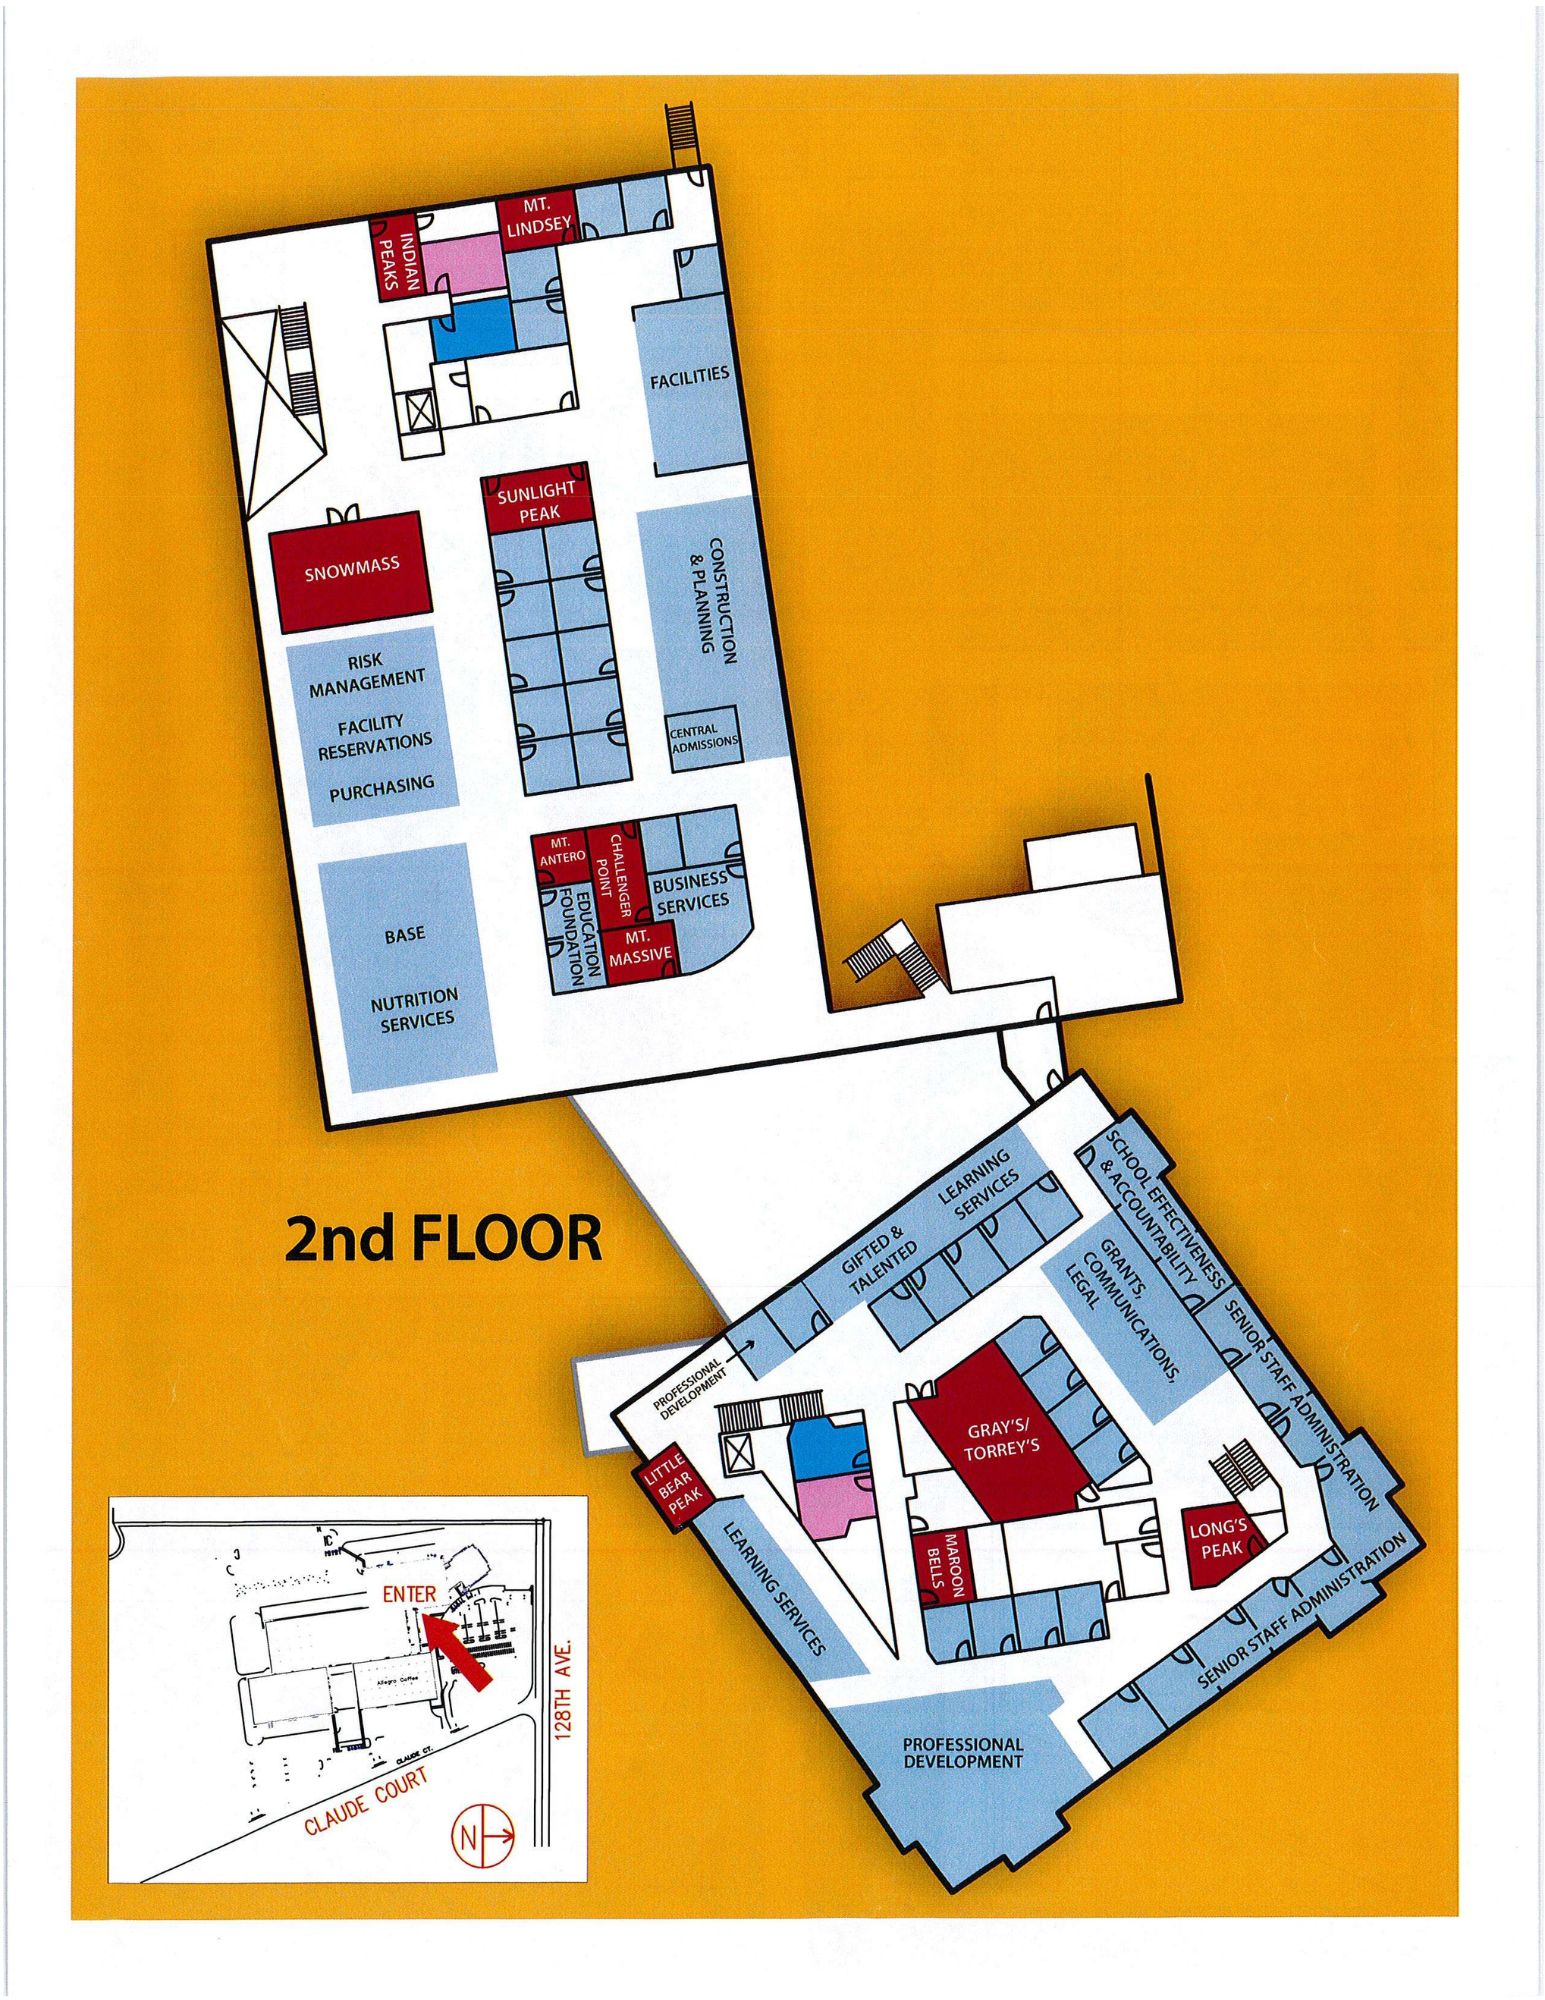 MT.
LINDSEY
INDIAN
PEAKS
FACILITIES
SUNLIGHT
PEAK
SNOWMASS
CONSTRUCTION
& PLANNING
RISK
MANAGEMENT
FACILITY
RESERVATIONS
PURCHASING
CENTRAL
ADMISSIONS
MT.
ANTERO
CHALLENGER
POINT
BUSINESS
SERVICES
EDUCATION
FOUNDATION
MT.
MASSIVE
BASE
NUTRITION
SERVICES
2nd FLOOR
LEARNING
SERVICES
GIFTED &
TALENTED
SCHOOL EFFECTIVENESS
& ACCOUNTABILITY
GRANTS,
COMMUNICATIONS,
LEGAL
SENIOR STAFF ADMINISTRATION
PROFESSIONAL
DEVELOPMENT
GRAY'S/
TORREY'S
LITTLE
BEAR
PEAK
LEARNING SERVICES
MAROON
BELLS
LONG'S
PEAK
SENIOR STAFF ADMINISTRATION
PROFESSIONAL
DEVELOPMENT
ENTER
Allegro Coffee
128TH AVE.
CLAUDE CT.
CLAUDE COURT
N